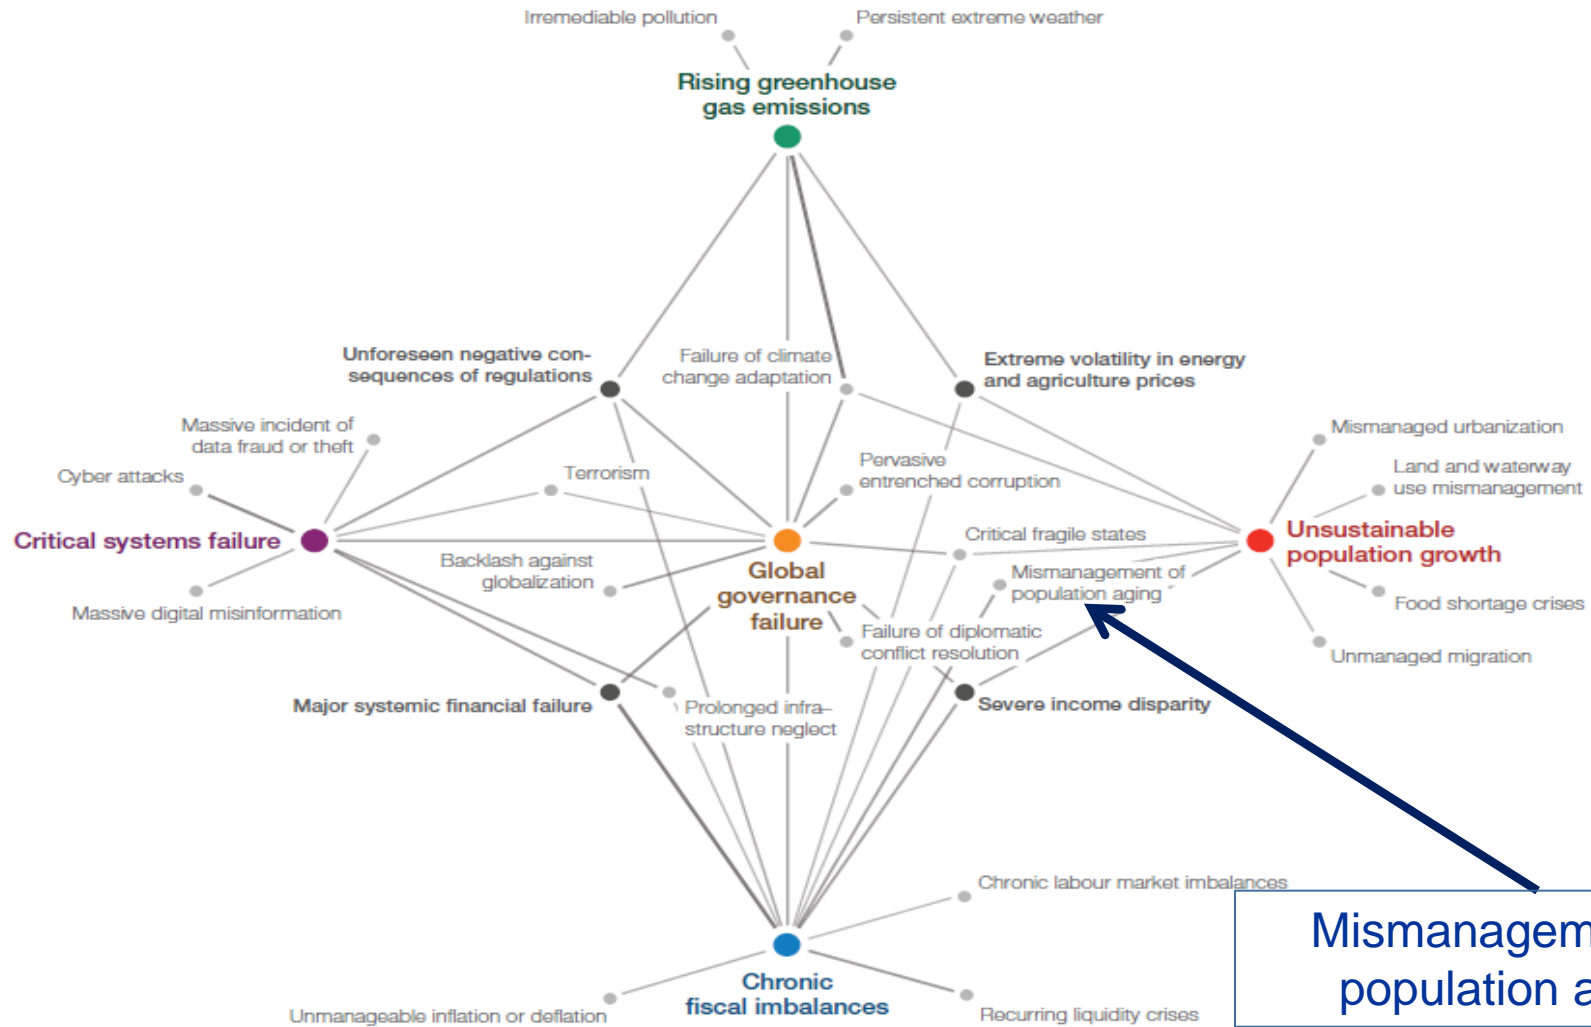 Irremediable pollution
Persistent extreme weather
Rising greenhouse
gas emissions
Unforeseen negative con-
sequences of regulations
Failure of climate
change adaptation
Extreme volatility in energy
and agriculture prices
Massive incident of
data fraud or theft
Mismanaged urbanization
Cyber attacks
Terrorism
Pervasive
entrenched corruption
Land and waterway
use mismanagement
Critical systems failure
Critical fragile states
Unsustainable
population growth
Backlash against
globalization
Global
governance
failure
Mismanagement of
population aging
Massive digital misinformation
Food shortage crises
Failure of diplomatic
conflict resolution
Unmanaged migration
Major systemic financial failure
Prolonged infra-
structure neglect
Severe income disparity
Chronic labour market imbalances
Mismanagem
population a
Chronic
fiscal imbalances
Unmanageable inflation or deflation
Recurring liquidity crises